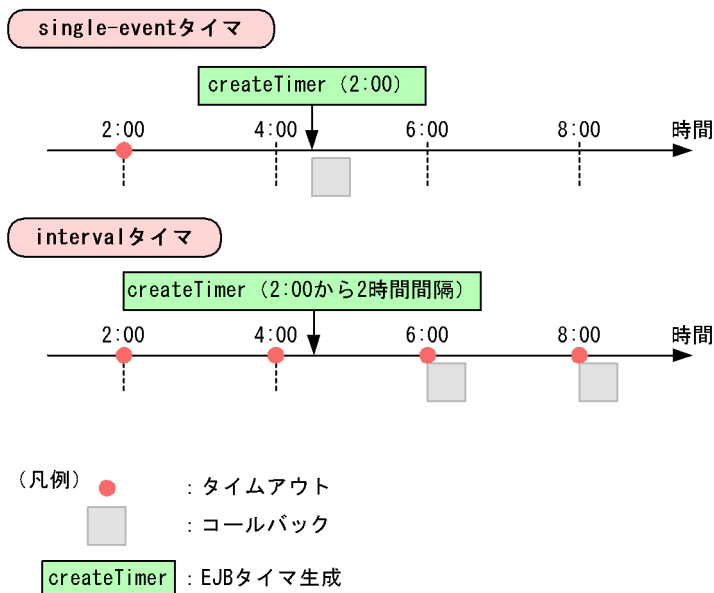 single-eventタイマ
createTimer（2:00）
2:00 4:00 6:00 8:00 時間
intervalタイマ
createTimer（2:00から2時間間隔）
2:00 4:00 6:00 8:00 時間
（凡例）
：タイムアウト
：コールバック
createTimer：EJBタイマ生成